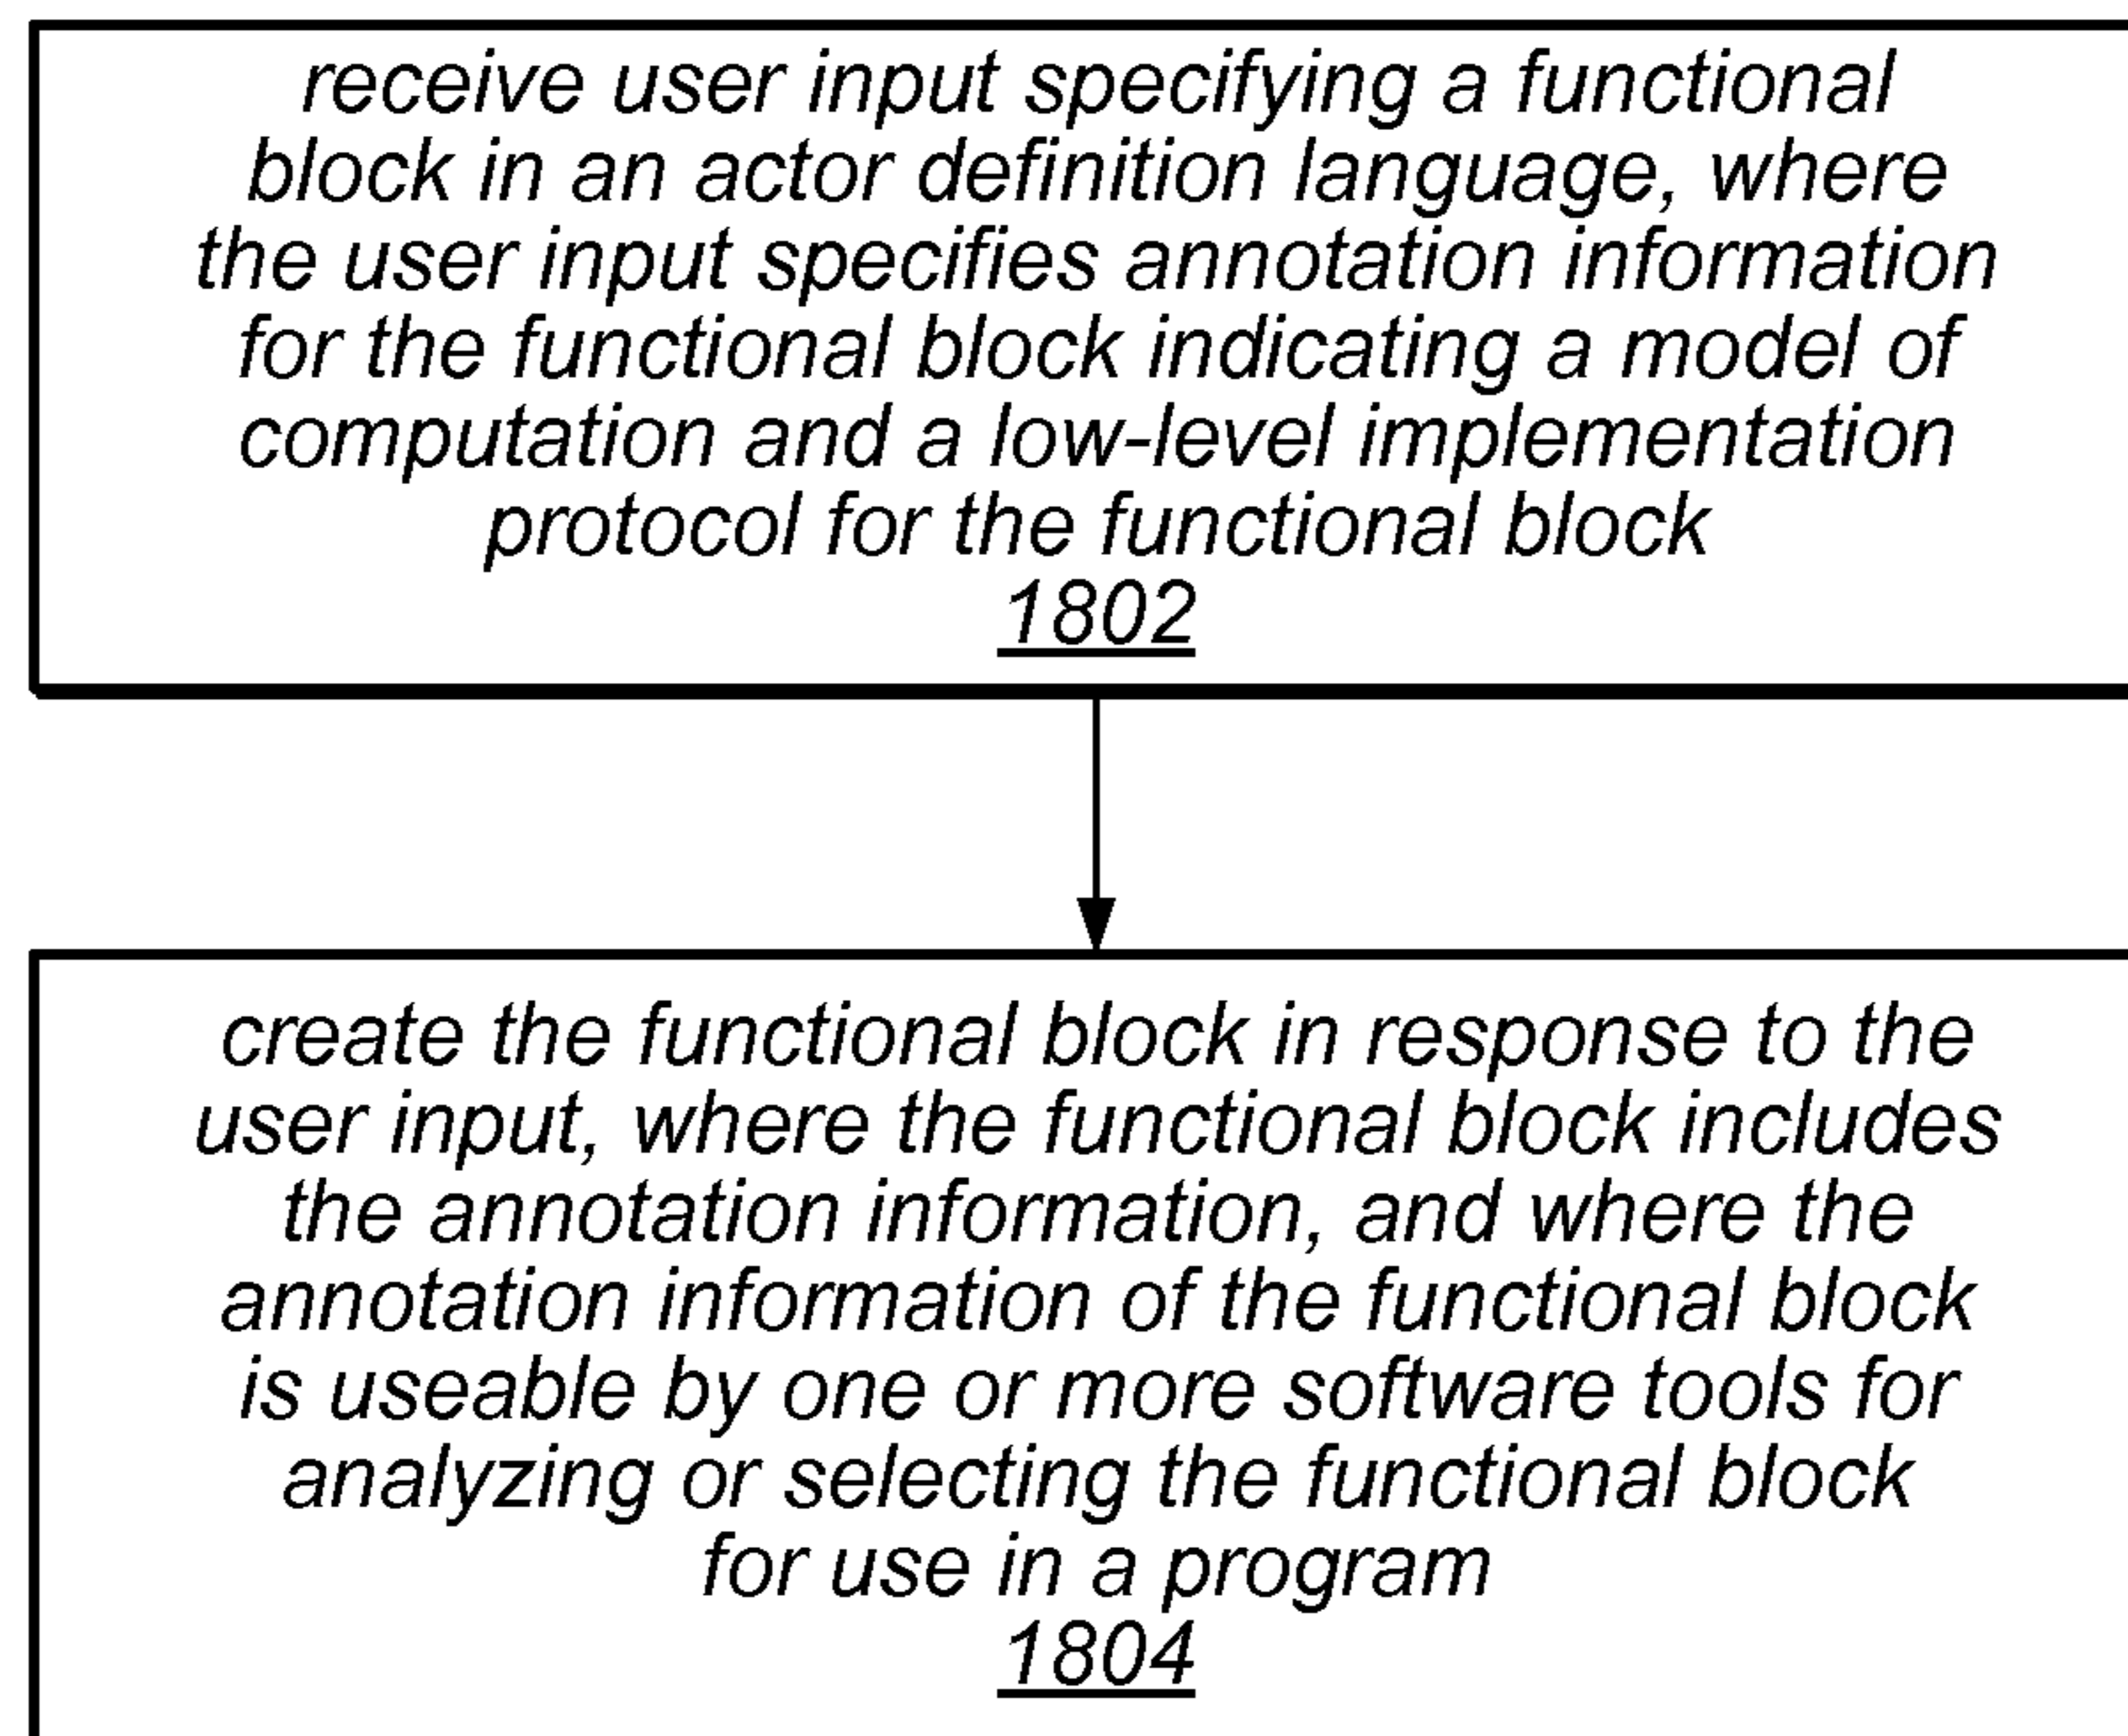 receive user input specifying a functional
block in an actor definition language, where
the user input specifies annotation information
for the functional block indicating a model of
computation and a low-level implementation
protocol for the functional block
1802
create the functional block in response to the
user input, where the functional block includes
the annotation information, and where the
annotation information of the functional block
is useable by one or more software tools for
analyzing or selecting the functional block
for use in a program
1804